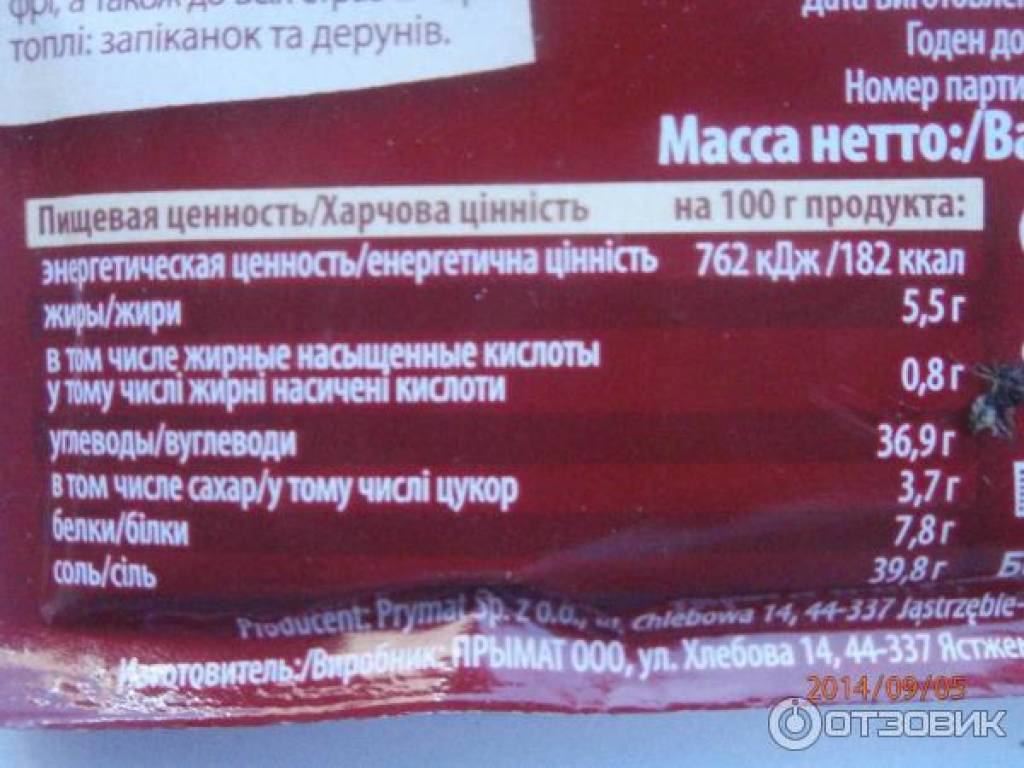 топлі: запіканок та дерунів.
Годен до
Номер партии
Масса нетто:/Ва
Пищевая ценность/Харчова цінність на 100 г продукта:
энергетическая ценность/енергетична цінність 762 кДж /182 ккал
жиры/жири 5,5 г
в том числе жирные насыщенные кислоты
у тому числі жирні насичені кислоти 0,8 г
углеводы/вуглеводи 36,9 г
в том числе сахар/у тому числі цукор 3,7 г
белки/білки 7,8 г
соль/сіль 39,8 г
Producent: Prymat Sp. z o.o., ul. Chlebowa 14, 44-337 Jastrzębie-
Изготовитель:/Виробник: ПРЫМАТ ООО, ул. Хлебова 14, 44-337 Ястжем
2014/09/05
ОТЗОВИК